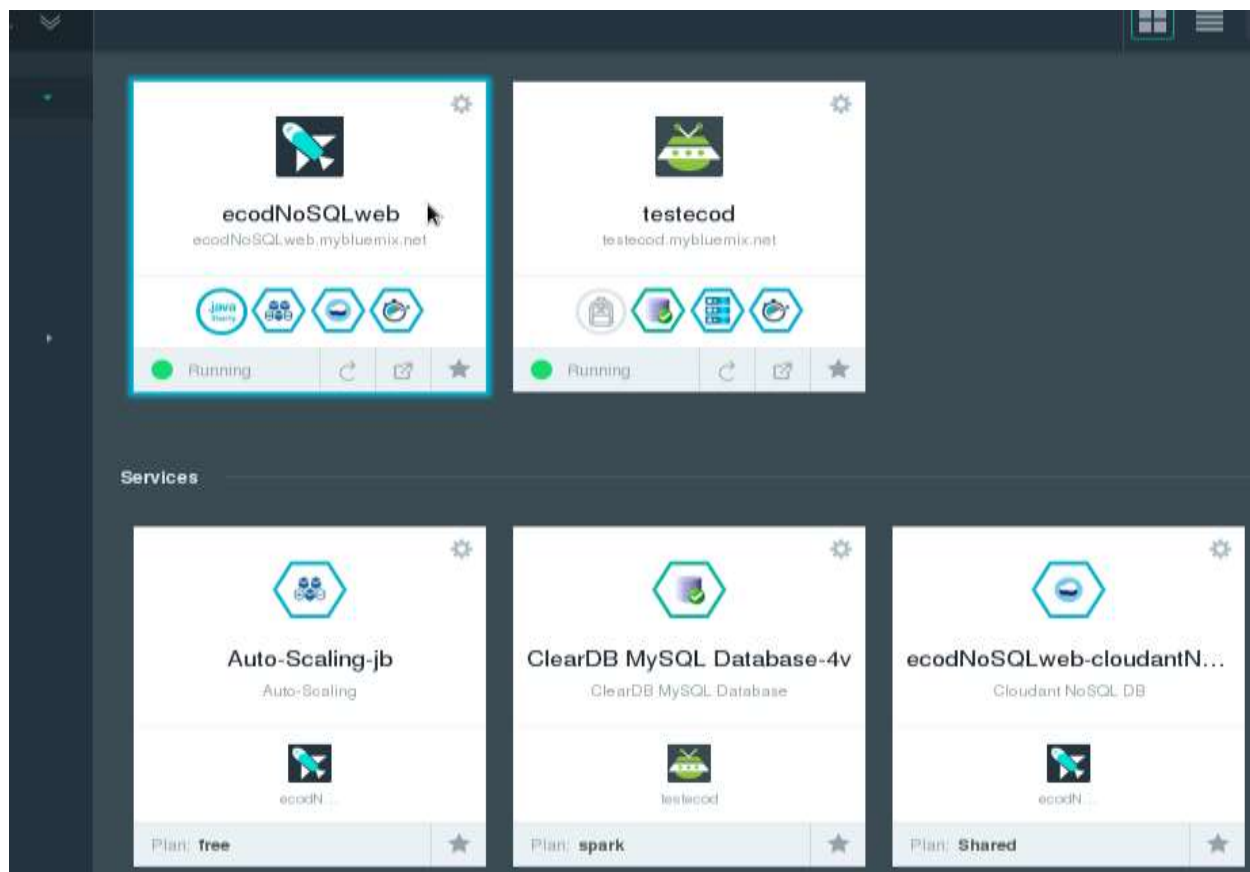 ecodNoSQLweb
ecodNoSQLweb.mybluemix.net
java
Running
testecod
testecod.mybluemix.net
Running
Services
Auto-Scaling-jb
Auto-Scaling
ecodN...
Plan: free
ClearDB MySQL Database-4v
ClearDB MySQL Database
testecod
Plan: spark
ecodNoSQLweb-cloudantN...
Cloudant NoSQL DB
ecodN...
Plan: Shared